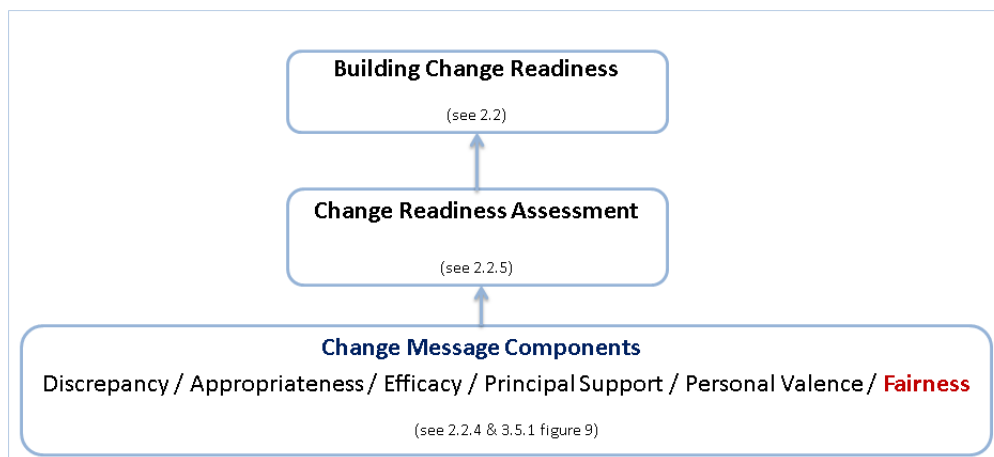 Building Change Readiness
(see 2.2)
Change Readiness Assessment
(see 2.2.5)
Change Message Components
Discrepancy / Appropriateness / Efficacy / Principal Support / Personal Valence / Fairness
(see 2.2.4 & 3.5.1 figure 9)